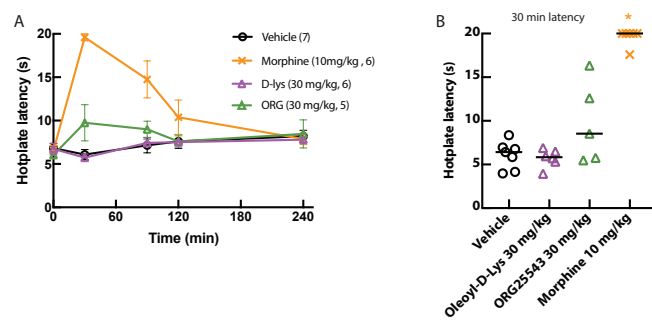 A
Hotplate latency (s)
20
15
10
5
0
0
60
120
180
240
Time (min)
Vehicle (7)
Morphine (10mg/kg , 6)
D-lys (30 mg/kg, 6)
ORG (30 mg/kg, 5)
B
30 min latency
*
Hotplate latency (s)
20
15
10
5
0
Vehicle
Oleoyl-D-Lys 30 mg/kg
ORG25543 30 mg/kg
Morphine 10 mg/kg